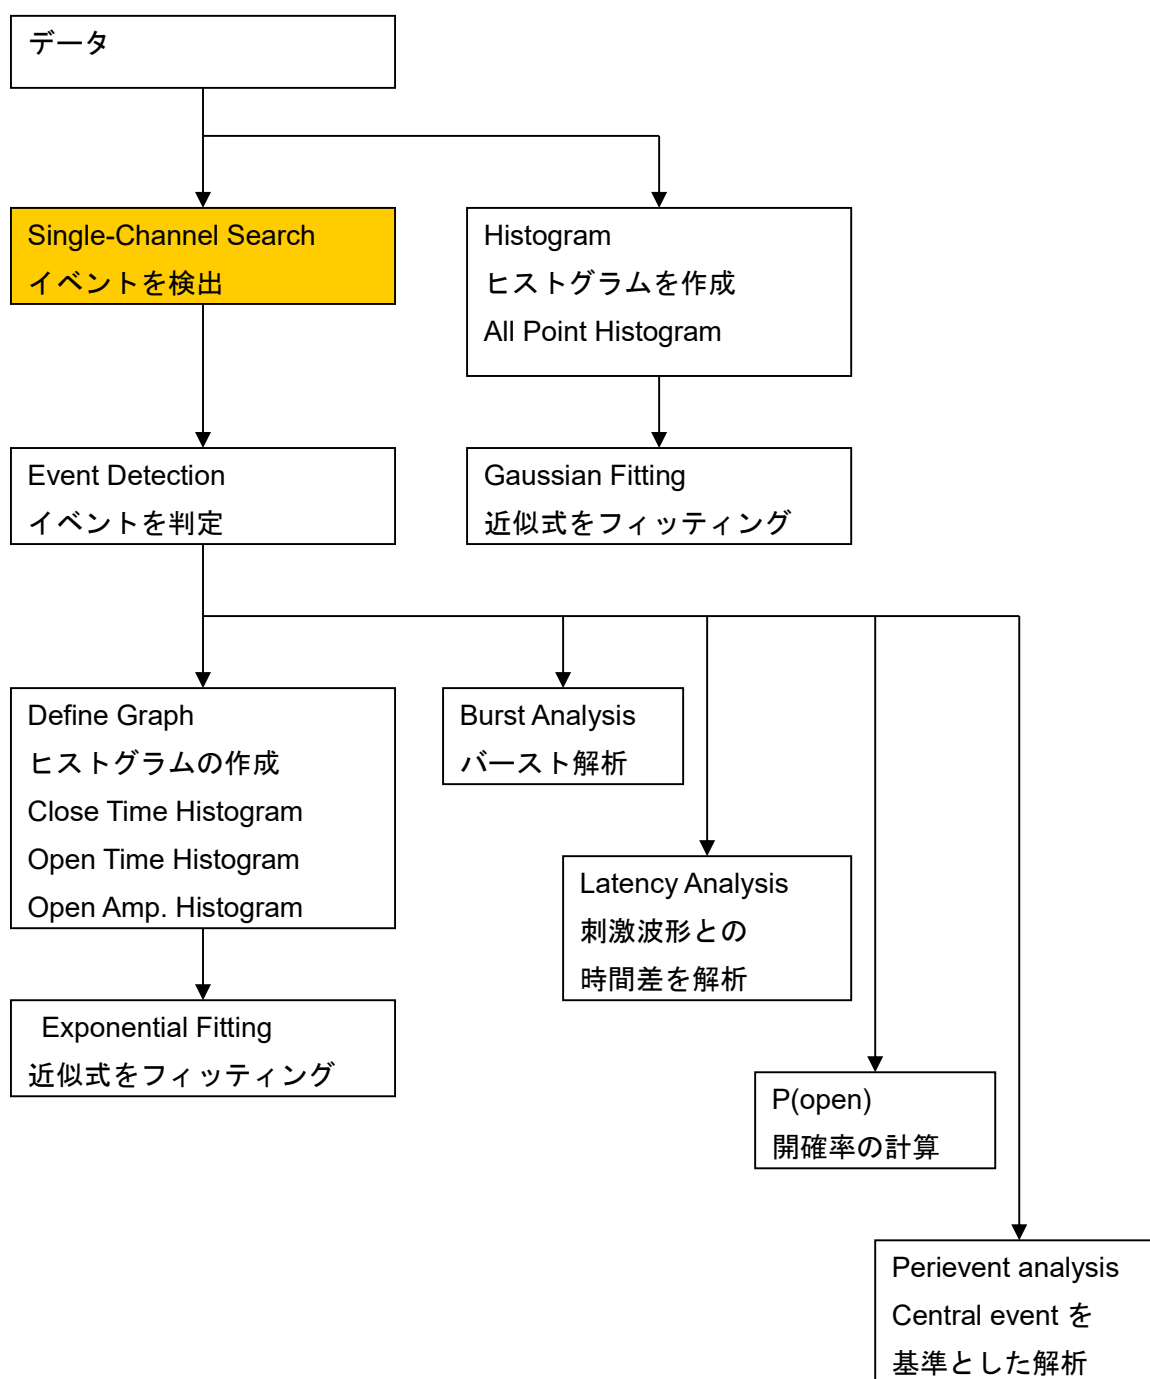 データ
Single-Channel Search
イベントを検出
Histogram
ヒストグラムを作成
All Point Histogram
Event Detection
イベントを判定
Gaussian Fitting
近似式をフィッティング
Define Graph
ヒストグラムの作成
Close Time Histogram
Open Time Histogram
Open Amp. Histogram
Burst Analysis
バースト解析
Latency Analysis
刺激波形との
時間差を解析
Exponential Fitting
近似式をフィッティング
P(open)
開確率の計算
Perievent analysis
Central event を
基準とした解析